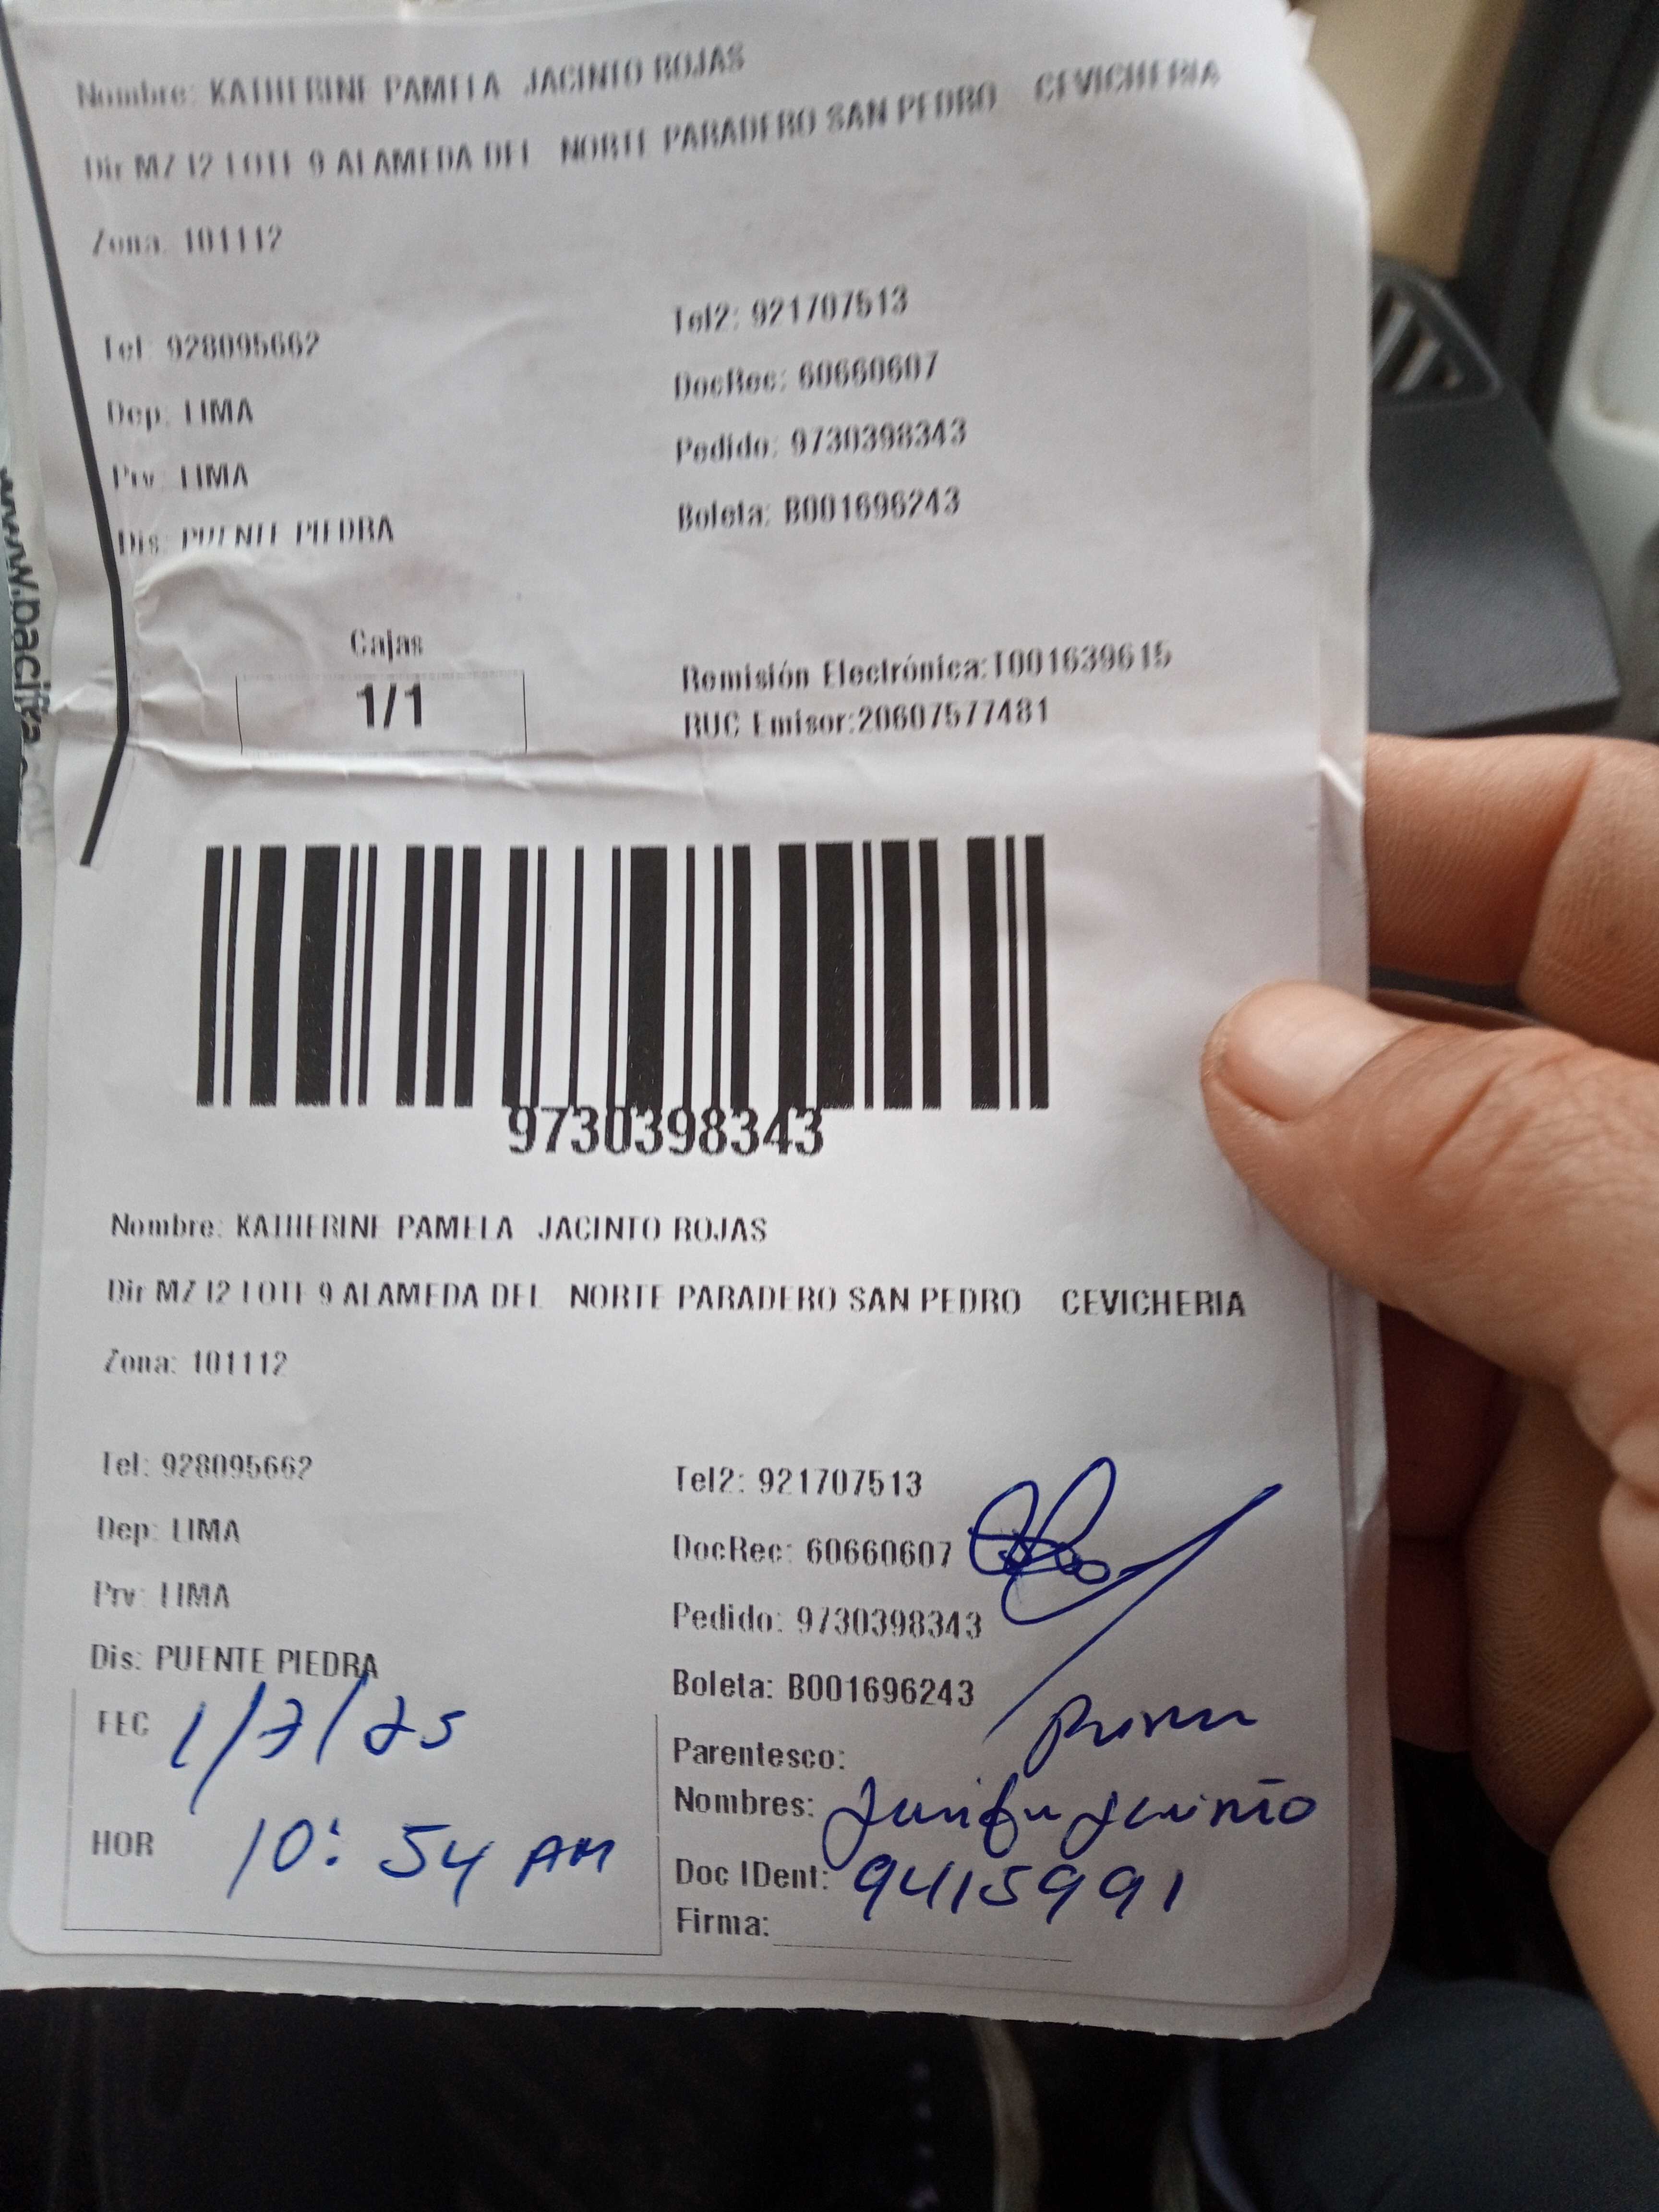 Nombre: KATHERINE PAMELA JACINTO ROJAS
Dir MZ I2 LOTE 9 ALAMEDA DEL NORTE PARADERO SAN PEDRO CEVICHERIA
Zona: 101112
Tel: 928095662 Tel2: 921707513
Dep: LIMA DocRec: 60660607
Prv: LIMA Pedido: 9730398343
Dis: PUENTE PIEDRA Boleta: B001696243
Cajas
1/1
Remisión Electrónica:T001639615
RUC Emisor:20607577481
www.pacifika.com
9730398343
Nombre: KATHERINE PAMELA JACINTO ROJAS
Dir MZ I2 LOTE 9 ALAMEDA DEL NORTE PARADERO SAN PEDRO CEVICHERIA
Zona: 101112
Tel: 928095662 Tel2: 921707513
Dep: LIMA DocRec: 60660607
Prv: LIMA Pedido: 9730398343
Dis: PUENTE PIEDRA Boleta: B001696243
FEC 1/7/25
HOR 10:54 AM
Parentesco:
Nombres: Jacinto
Doc IDent: 9415991
Firma: